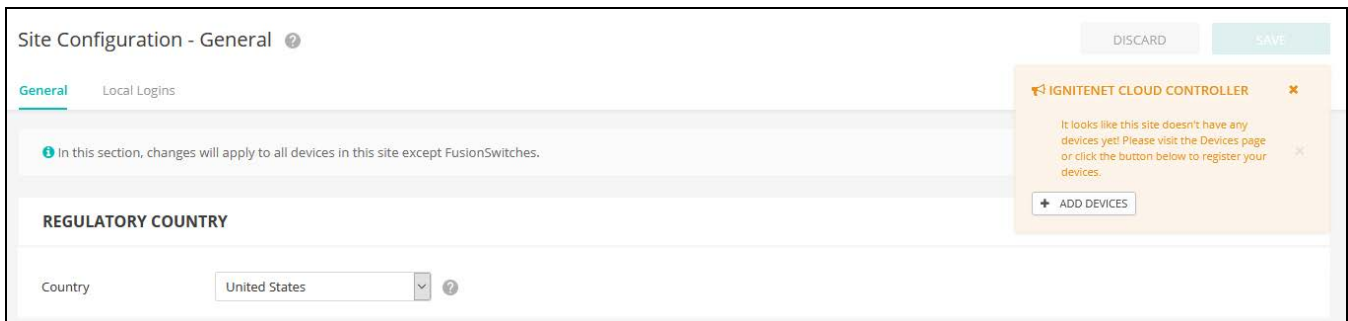 Site Configuration - General
DISCARD
SAVE
General
Local Logins
IGNITENET CLOUD CONTROLLER
It looks like this site doesn't have any
devices yet! Please visit the Devices page
or click the button below to register your
devices.
+ ADD DEVICES
In this section, changes will apply to all devices in this site except FusionSwitches.
REGULATORY COUNTRY
Country
United States